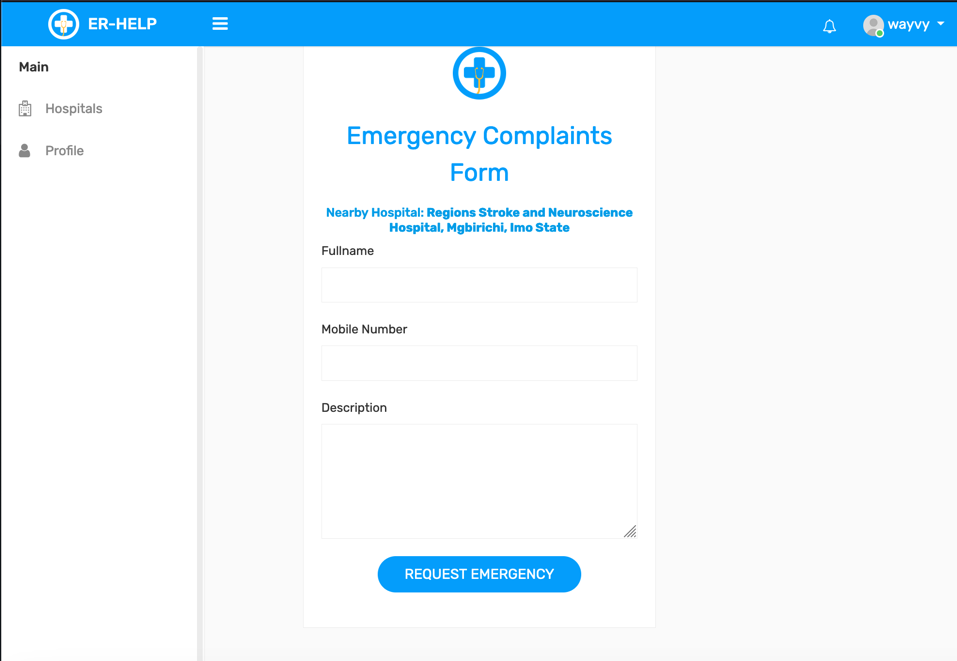 ER-HELP
wayvy
Main
Hospitals
Profile
Emergency Complaints
Form
Nearby Hospital: Regions Stroke and Neuroscience
Hospital, Mgbirichi, Imo State
Fullname
Mobile Number
Description
REQUEST EMERGENCY